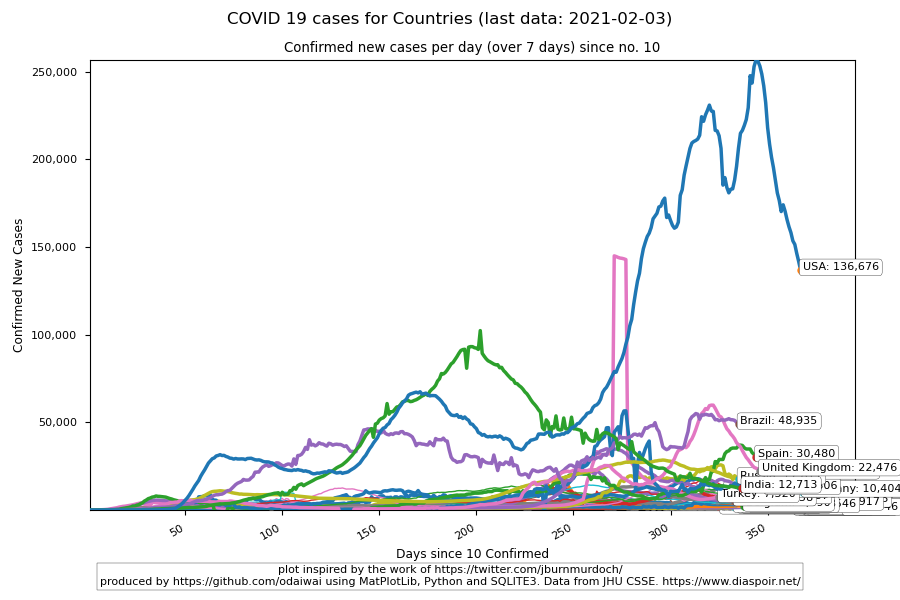 COVID 19 cases for Countries (last data: 2021-02-03)
Confirmed new cases per day (over 7 days) since no. 10
250,000
200,000
150,000
100,000
50,000
Confirmed New Cases
USA: 136,676
Brazil: 48,935
Spain: 30,480
United Kingdom: 22,476
India: 12,713
10,404
50
100
150
200
250
300
350
Days since 10 Confirmed
plot inspired by the work of https://twitter.com/jburnmurdoch/
produced by https://github.com/odaiwai using MatPlotLib, Python and SQLITE3. Data from JHU CSSE. https://www.diaspoir.net/